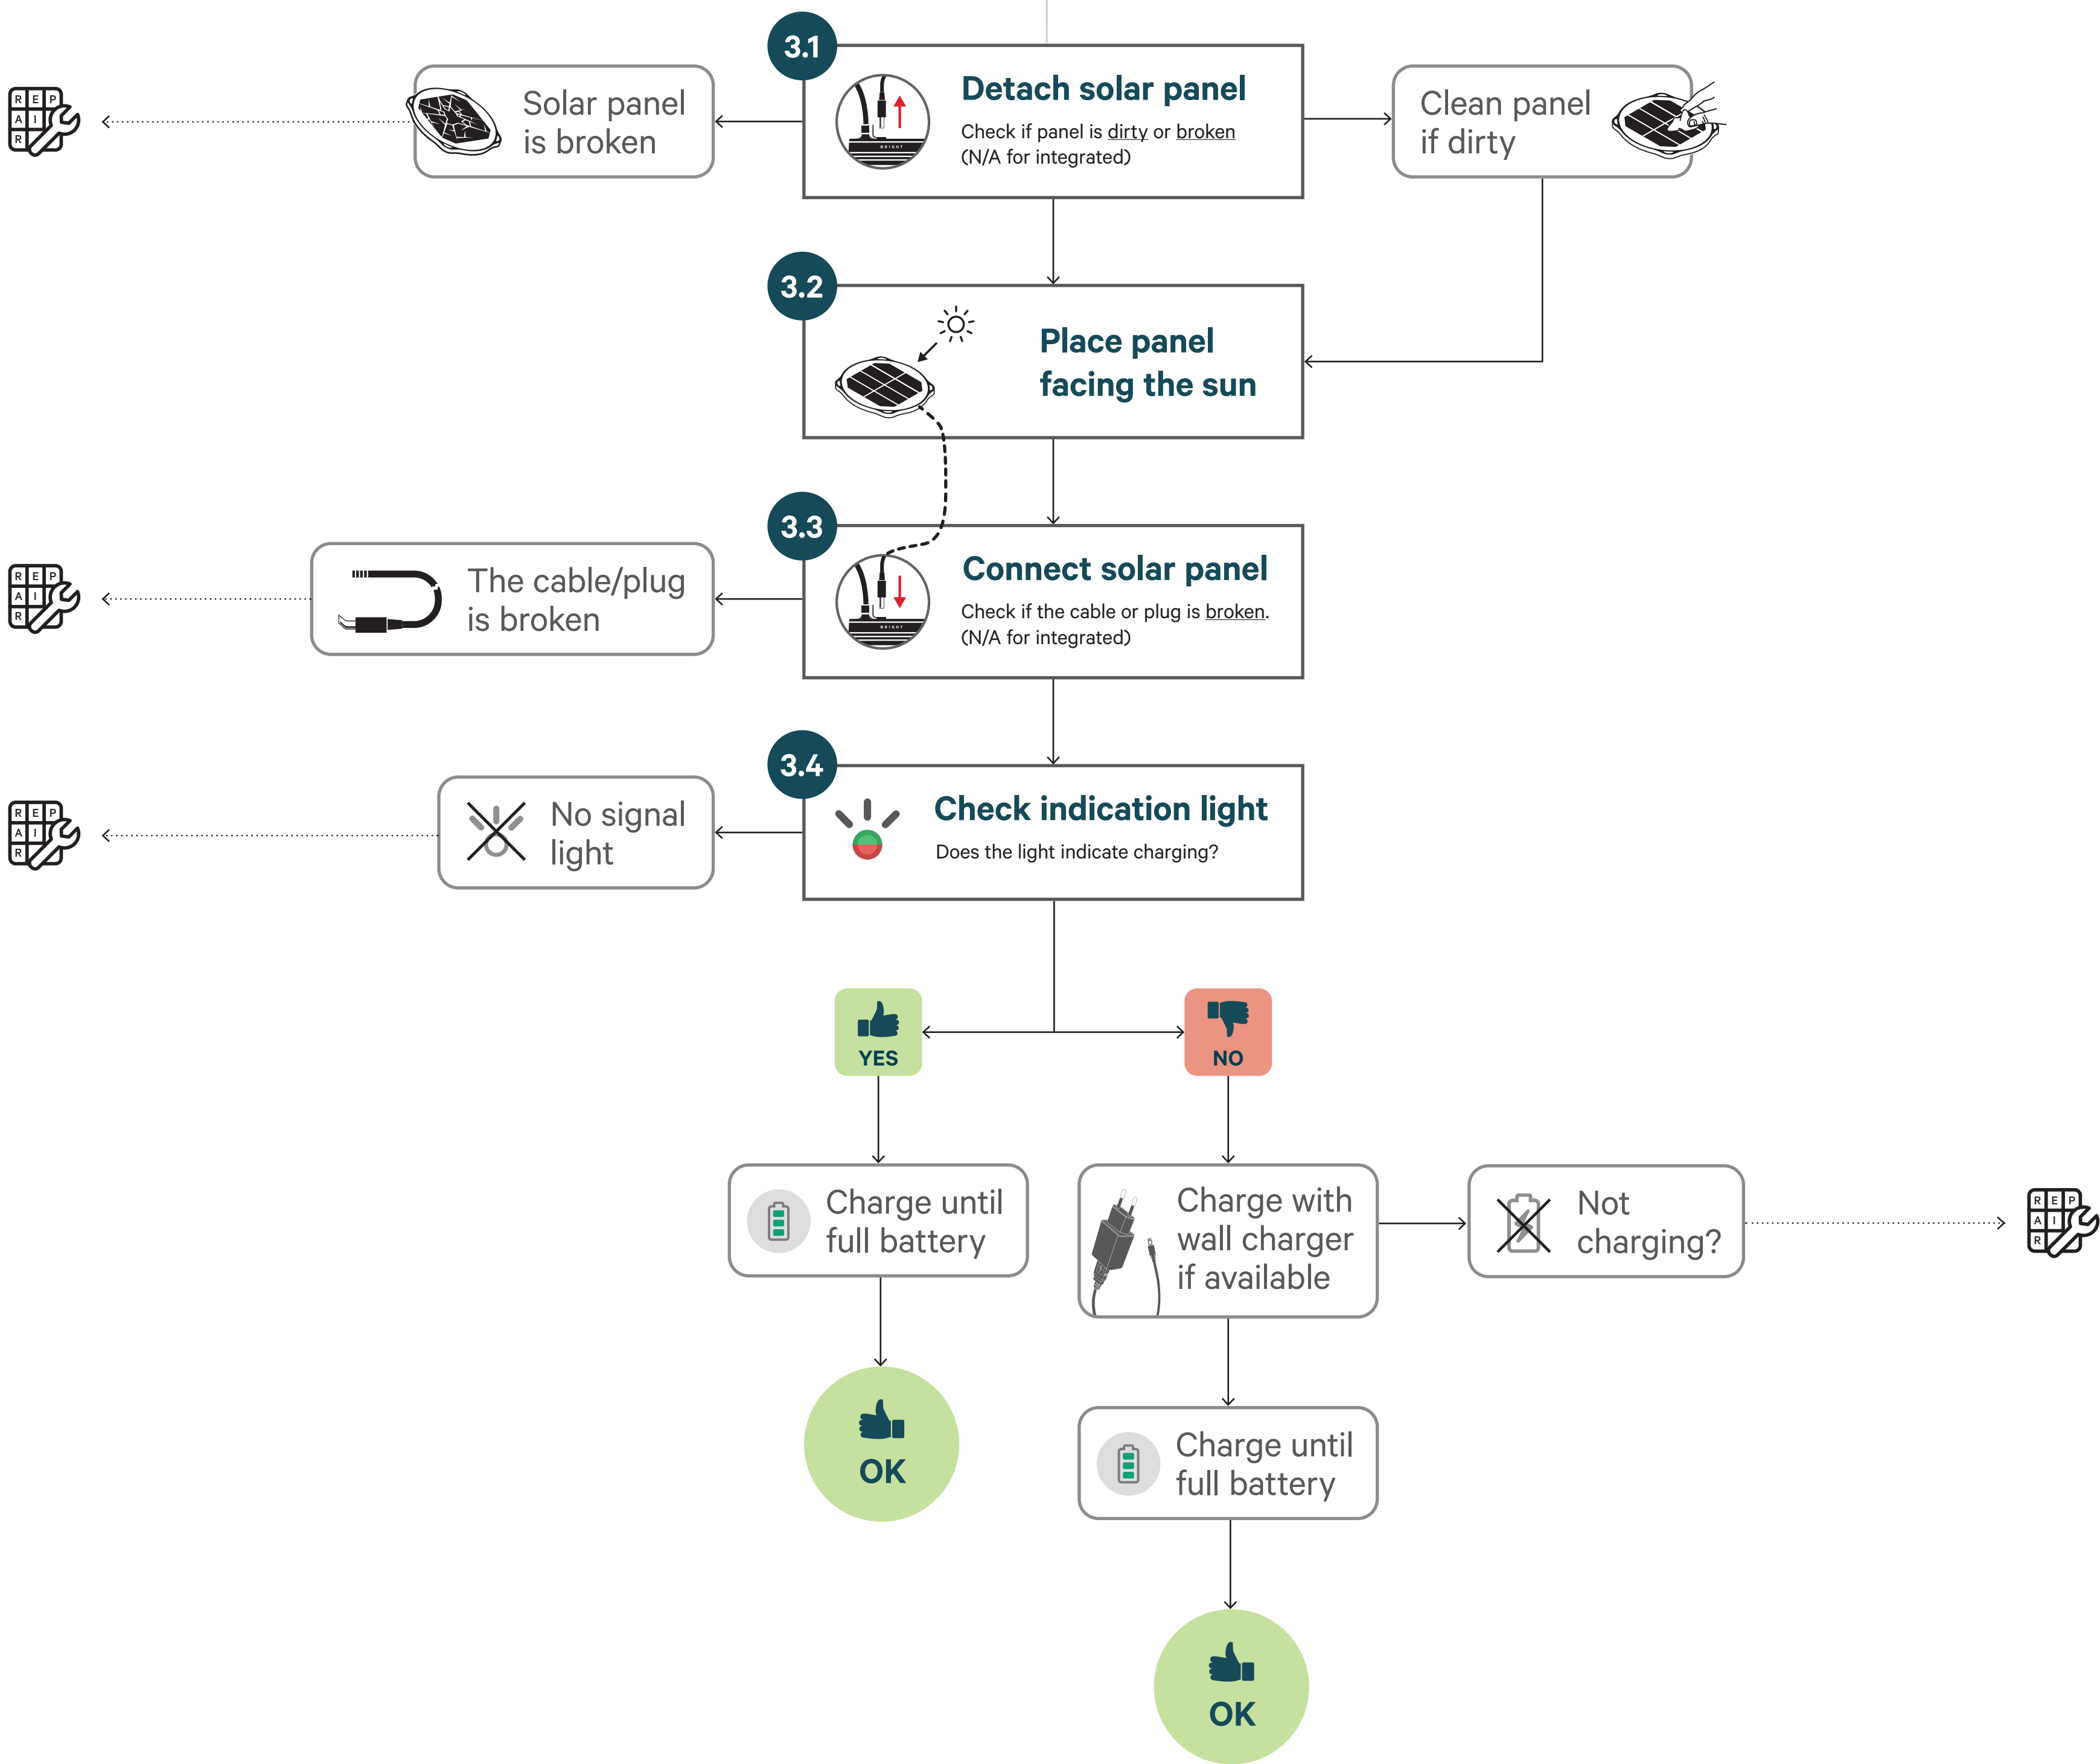 3.1
Detach solar panel
Check if panel is dirty or broken
(N/A for integrated)
Solar panel
is broken
R E P
A I
R
Clean panel
if dirty
BRIGHT
3.2
Place panel
facing the sun
3.3
Connect solar panel
Check if the cable or plug is broken.
(N/A for integrated)
BRIGHT
The cable/plug
is broken
R E P
A I
R
3.4
Check indication light
Does the light indicate charging?
No signal
light
R E P
A I
R
YES
NO
Charge until
full battery
Charge with
wall charger
if available
Not
charging?
R E P
A I
R
OK
Charge until
full battery
OK